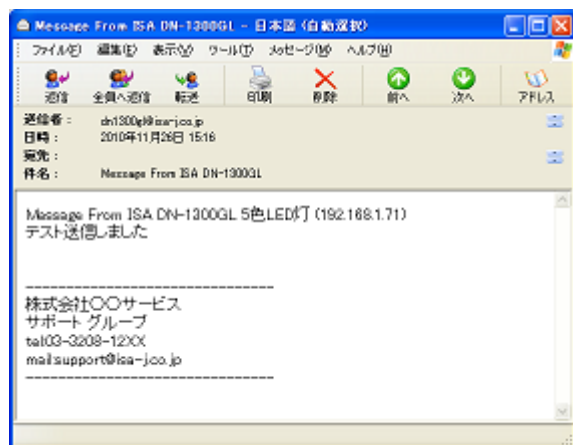 Message From ISA DN-1300GL - 日本語 (自動選択)
ファイル(F) 編集(E) 表示(V) ツール(T) メッセージ(M) ヘルプ(H)
返信 全員へ返信 転送 印刷 削除 前へ 次へ アドレス
送信者:
日時: 2010年11月26日 15:16
宛先:
件名: Message From ISA DN-1300GL
Message From ISA DN-1300GL 5色LED灯 (192.168.1.71)
テスト送信しました
-------------------------------
株式会社〇〇サービス
サポート グループ
tel:03-3208-12XX
mail:support@isa-j.co.jp
-------------------------------